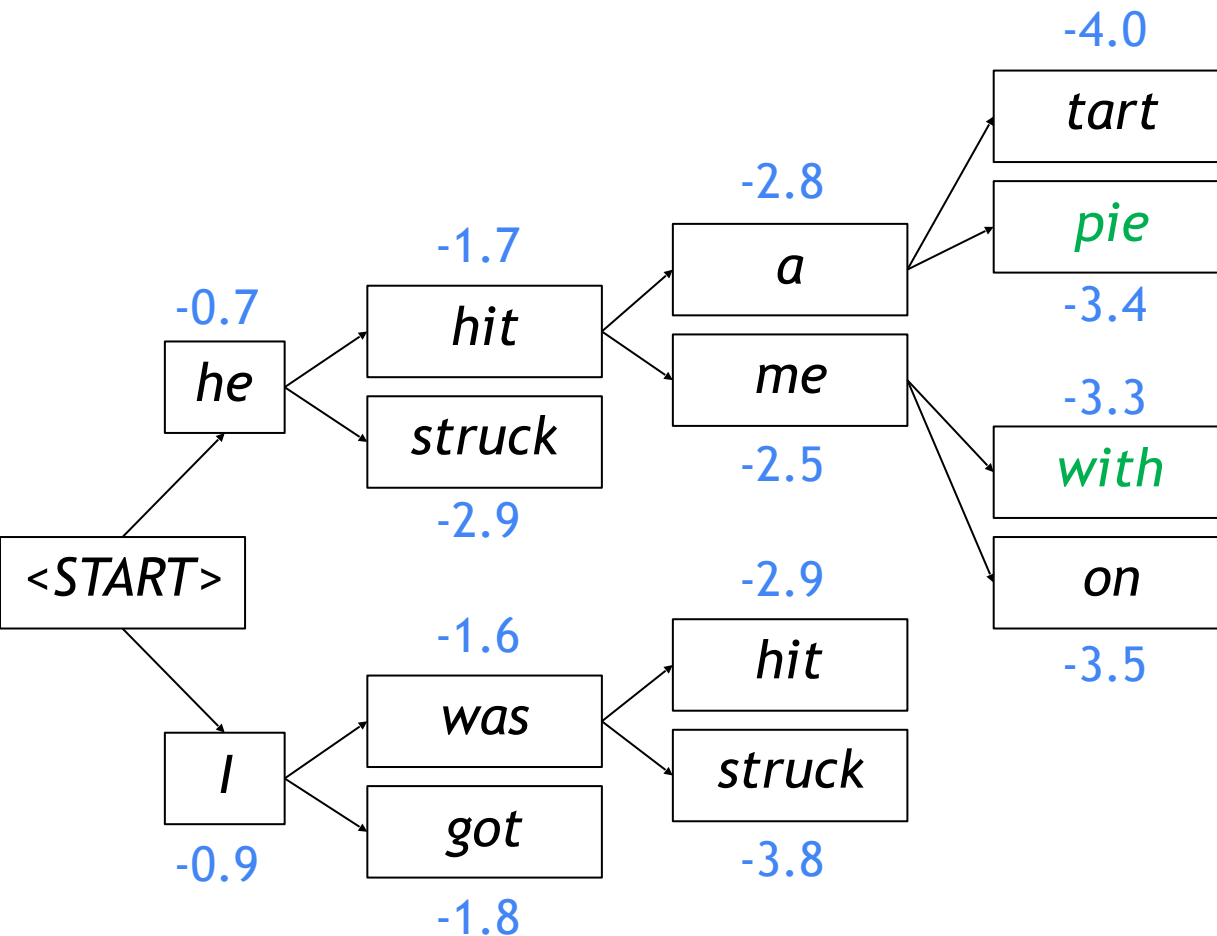 -4.0
tart
-2.8
pie
-1.7
a
-3.4
-0.7
hit
me
-3.3
he
struck
-2.5
with
-2.9
<START>
-2.9
on
-1.6
hit
-3.5
was
struck
I
got
-3.8
-0.9
-1.8